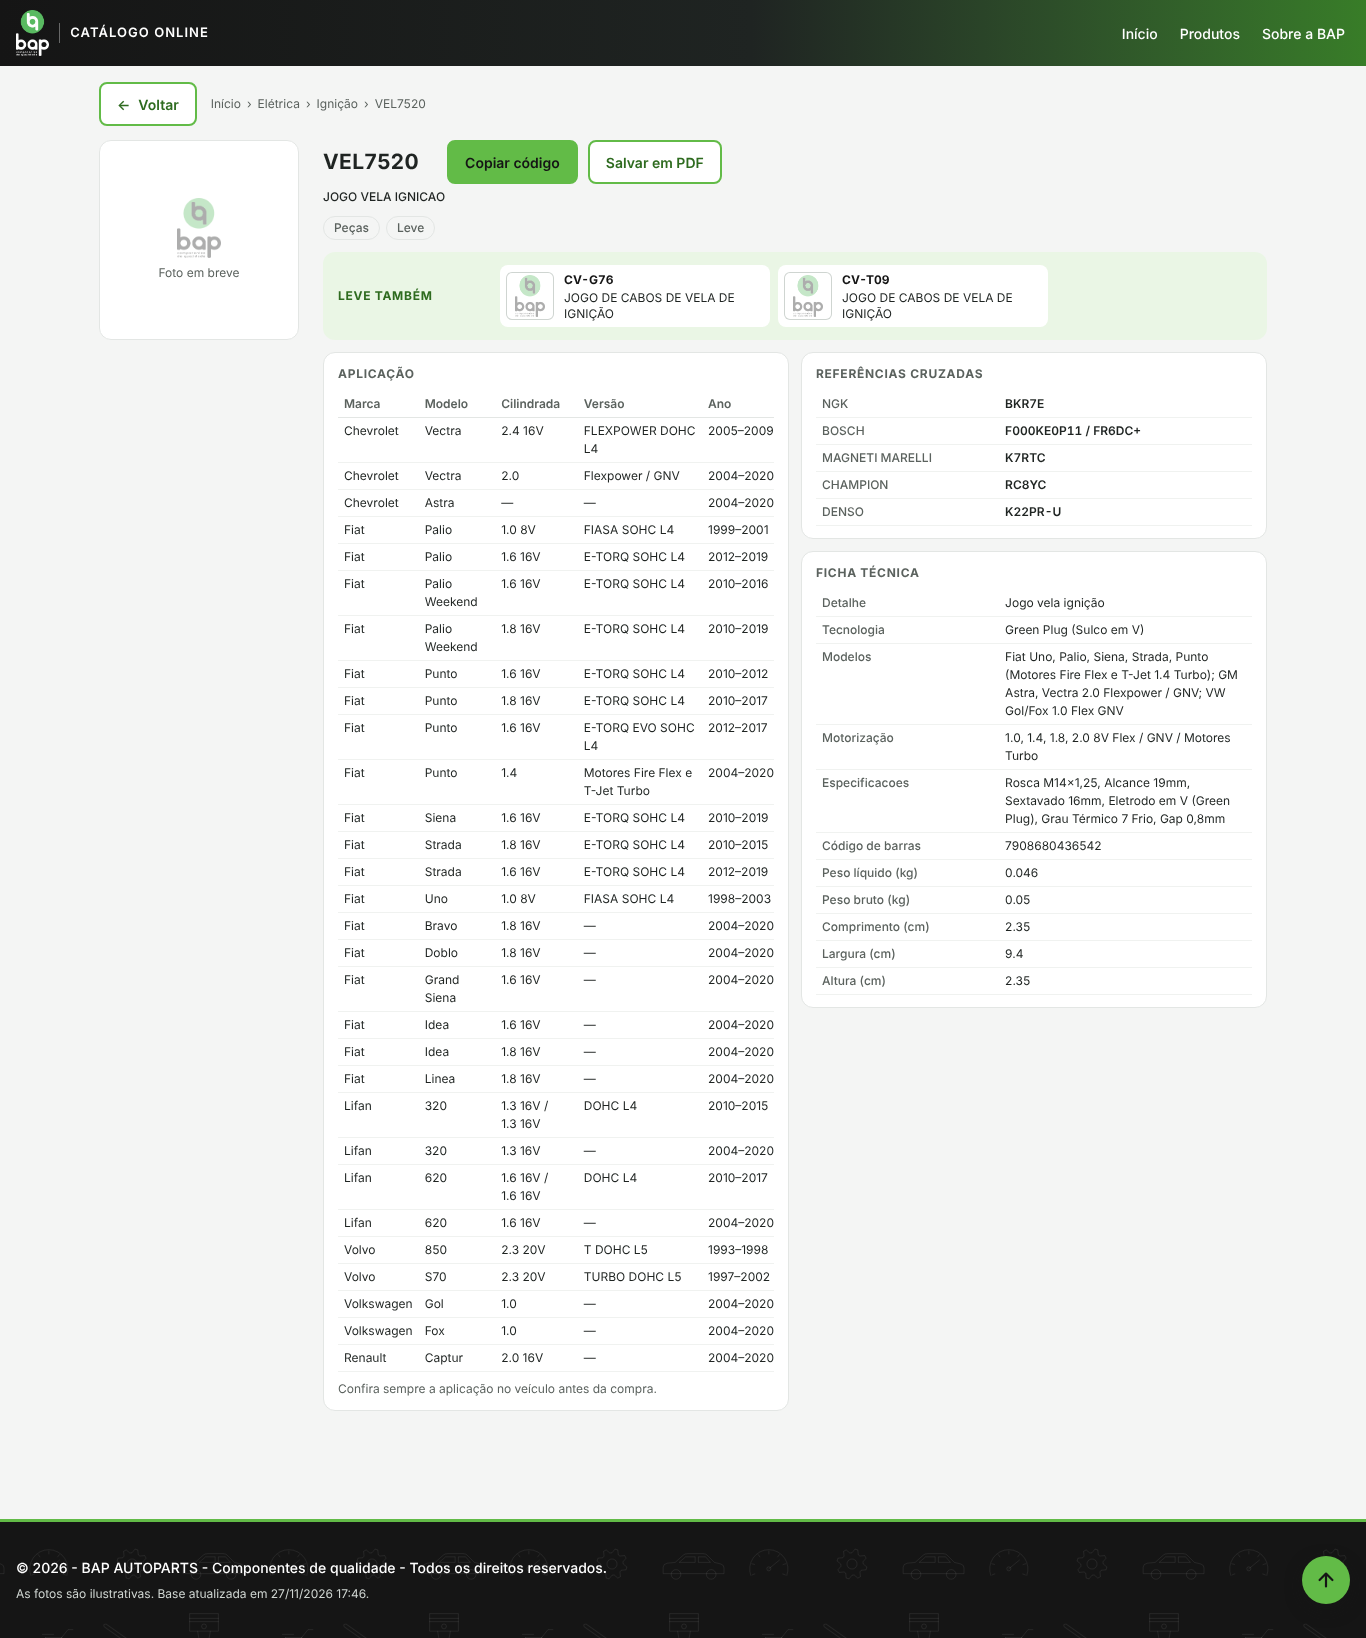 bap
CATÁLOGO ONLINE
Início Produtos Sobre a BAP
← Voltar
Início › Elétrica › Ignição › VEL7520
bap
Foto em breve
VEL7520
Copiar código
Salvar em PDF
JOGO VELA IGNICAO
Peças Leve
LEVE TAMBÉM
bap
CV-G76
JOGO DE CABOS DE VELA DE
IGNIÇÃO
bap
CV-T09
JOGO DE CABOS DE VELA DE
IGNIÇÃO
APLICAÇÃO
Marca Modelo Cilindrada Versão Ano
Chevrolet Vectra 2.4 16V FLEXPOWER DOHC 2005–2009
L4
Chevrolet Vectra 2.0 Flexpower / GNV 2004–2020
Chevrolet Astra — — 2004–2020
Fiat Palio 1.0 8V FIASA SOHC L4 1999–2001
Fiat Palio 1.6 16V E-TORQ SOHC L4 2012–2019
Fiat Palio 1.6 16V E-TORQ SOHC L4 2010–2016
Weekend
Fiat Palio 1.8 16V E-TORQ SOHC L4 2010–2019
Weekend
Fiat Punto 1.6 16V E-TORQ SOHC L4 2010–2012
Fiat Punto 1.8 16V E-TORQ SOHC L4 2010–2017
Fiat Punto 1.6 16V E-TORQ EVO SOHC 2012–2017
L4
Fiat Punto 1.4 Motores Fire Flex e 2004–2020
T-Jet Turbo
Fiat Siena 1.6 16V E-TORQ SOHC L4 2010–2019
Fiat Strada 1.8 16V E-TORQ SOHC L4 2010–2015
Fiat Strada 1.6 16V E-TORQ SOHC L4 2012–2019
Fiat Uno 1.0 8V FIASA SOHC L4 1998–2003
Fiat Bravo 1.8 16V — 2004–2020
Fiat Doblo 1.8 16V — 2004–2020
Fiat Grand 1.6 16V — 2004–2020
Siena
Fiat Idea 1.6 16V — 2004–2020
Fiat Idea 1.8 16V — 2004–2020
Fiat Linea 1.8 16V — 2004–2020
Lifan 320 1.3 16V / DOHC L4 2010–2015
1.3 16V
Lifan 320 1.3 16V — 2004–2020
Lifan 620 1.6 16V / DOHC L4 2010–2017
1.6 16V
Lifan 620 1.6 16V — 2004–2020
Volvo 850 2.3 20V T DOHC L5 1993–1998
Volvo S70 2.3 20V TURBO DOHC L5 1997–2002
Volkswagen Gol 1.0 — 2004–2020
Volkswagen Fox 1.0 — 2004–2020
Renault Captur 2.0 16V — 2004–2020
Confira sempre a aplicação no veículo antes da compra.
REFERÊNCIAS CRUZADAS
NGK BKR7E
BOSCH F000KE0P11 / FR6DC+
MAGNETI MARELLI K7RTC
CHAMPION RC8YC
DENSO K22PR-U
FICHA TÉCNICA
Detalhe Jogo vela ignição
Tecnologia Green Plug (Sulco em V)
Modelos Fiat Uno, Palio, Siena, Strada, Punto
(Motores Fire Flex e T-Jet 1.4 Turbo); GM
Astra, Vectra 2.0 Flexpower / GNV; VW
Gol/Fox 1.0 Flex GNV
Motorização 1.0, 1.4, 1.8, 2.0 8V Flex / GNV / Motores
Turbo
Especificacoes Rosca M14x1,25, Alcance 19mm,
Sextavado 16mm, Eletrodo em V (Green
Plug), Grau Térmico 7 Frio, Gap 0,8mm
Código de barras 7908680436542
Peso líquido (kg) 0.046
Peso bruto (kg) 0.05
Comprimento (cm) 2.35
Largura (cm) 9.4
Altura (cm) 2.35
© 2026 - BAP AUTOPARTS - Componentes de qualidade - Todos os direitos reservados.
As fotos são ilustrativas. Base atualizada em 27/11/2026 17:46.